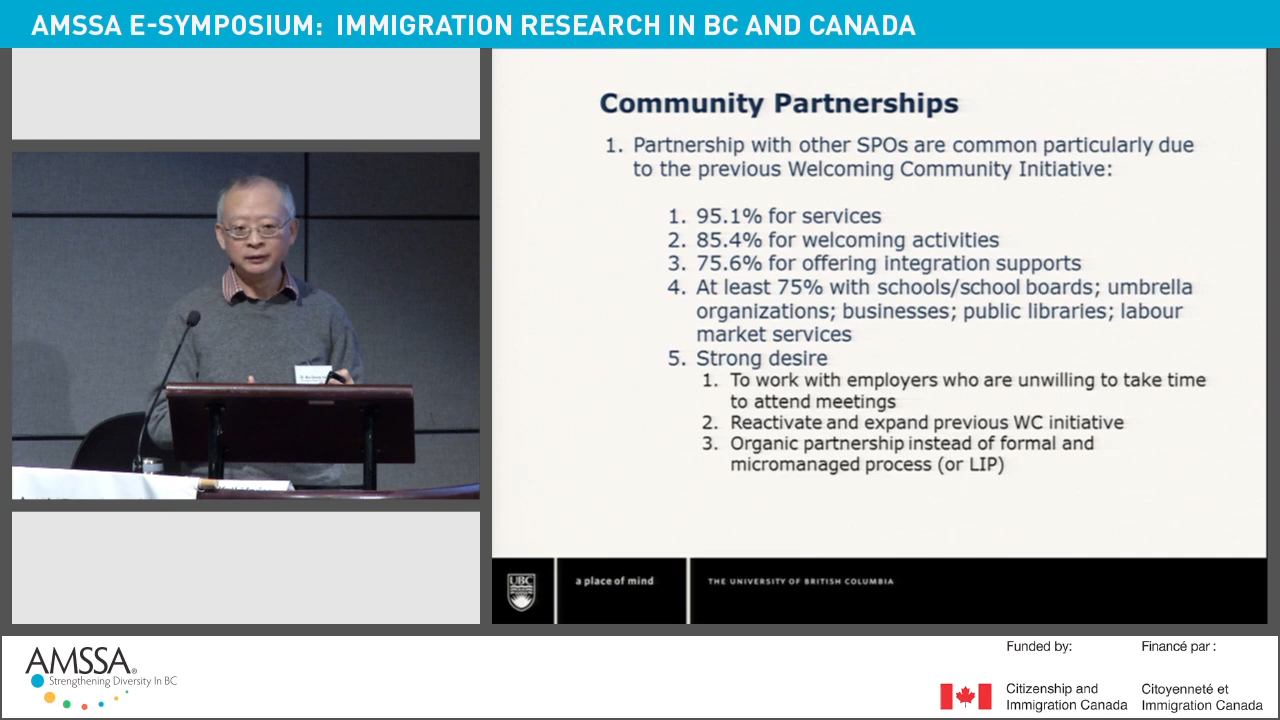 AMSSA E-SYMPOSIUM: IMMIGRATION RESEARCH IN BC AND CANADA
Community Partnerships
1. Partnership with other SPOs are common particularly due
to the previous Welcoming Community Initiative:
1. 95.1% for services
2. 85.4% for welcoming activities
3. 75.6% for offering integration supports
4. At least 75% with schools/school boards; umbrella
organizations; businesses; public libraries; labour
market services
5. Strong desire
1. To work with employers who are unwilling to take time
to attend meetings
2. Reactivate and expand previous WC initiative
3. Organic partnership instead of formal and
micromanaged process (or LIP)
UBC
a place of mind
THE UNIVERSITY OF BRITISH COLUMBIA
AMSSA®
Strengthening Diversity In BC
Funded by:
Citizenship and
Immigration Canada
Financé par :
Citoyenneté et
Immigration Canada